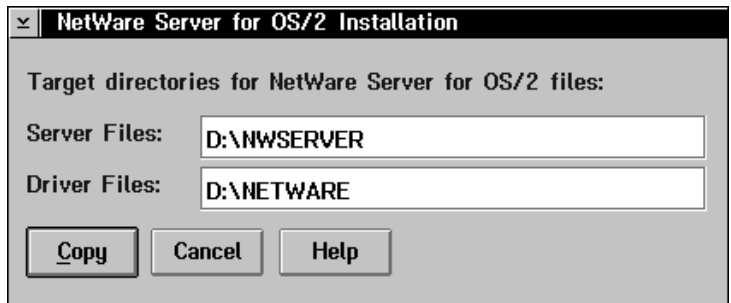 NetWare Server for OS/2 Installation
Target directories for NetWare Server for OS/2 files:
Server Files: D:\NWSERVER
Driver Files: D:\NETWARE
Copy Cancel Help